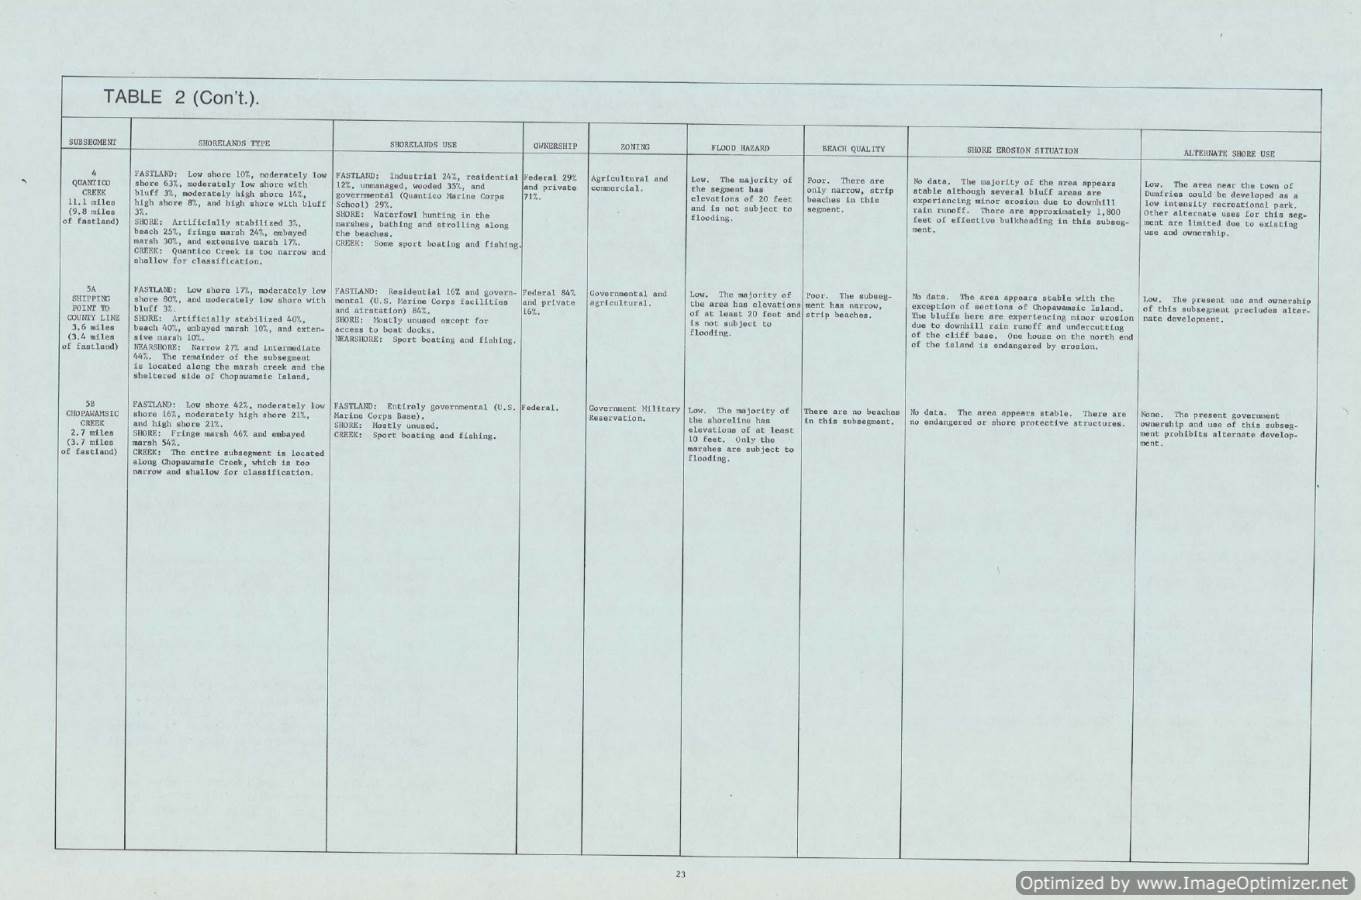 TABLE 2 (Con't.).
SUBSEGMENT
SHORELANDS TYPE
SHORELANDS USE
OWNERSHIP
ZONING
FLOOD HAZARD
BEACH QUALITY
SHORE EROSION SITUATION
ALTERNATE SHORE USE
4
QUANTICO
CREEK
11.1 miles
(9.8 miles
of fastland)
FASTLAND: Low shore 10%, moderately low
shore 63%, moderately low shore with
bluff 3%, moderately high shore 14%,
high shore 8%, and high shore with bluff
3%.
SHORE: Artificially stabilized 3%,
beach 25%, fringe marsh 24%, embayed
marsh 30%, and extensive marsh 17%.
CREEK: Quantico Creek is too narrow and
shallow for classification.
FASTLAND: Industrial 24%, residential
12%, unmanaged, wooded 35%, and
governmental (Quantico Marine Corps
School) 29%.
SHORE: Waterfowl hunting in the
marshes, bathing and strolling along
the beaches.
CREEK: Some sport boating and fishing.
Federal 29%
and private
71%.
Agricultural and
commercial.
Low. The majority of
the segment has
elevations of 20 feet
and is not subject to
flooding.
Poor. There are
only narrow, strip
beaches in this
segment.
No data. The majority of the area appears
stable although several bluff areas are
experiencing minor erosion due to downhill
rain runoff. There are approximately 1,800
feet of effective bulkheading in this subseg-
ment.
Low. The area near the town of
Dumfries could be developed as a
low intensity recreational park.
Other alternate uses for this seg-
ment are limited due to existing
use and ownership.
5A
SHIPPING
POINT TO
COUNTY LINE
3.6 miles
(3.4 miles
of fastland)
FASTLAND: Low shore 17%, moderately low
shore 80%, and moderately low shore with
bluff 3%.
SHORE: Artificially stabilized 40%,
beach 40%, embayed marsh 10%, and exten-
sive marsh 10%.
NEARSHORE: Narrow 27% and intermediate
44%. The remainder of the subsegment
is located along the marsh creek and the
sheltered side of Chopawamsic Island.
FASTLAND: Residential 16% and govern-
mental (U.S. Marine Corps facilities
and airstation) 84%.
SHORE: Mostly unused except for
access to boat docks.
NEARSHORE: Sport boating and fishing.
Federal 84%
and private
16%.
Governmental and
agricultural.
Low. The majority of
the area has elevations
of at least 20 feet and
is not subject to
flooding.
Poor. The subseg-
ment has narrow,
strip beaches.
No data. The area appears stable with the
exception of sections of Chopawamsic Island.
The bluffs here are experiencing minor erosion
due to downhill rain runoff and undercutting
of the cliff base. One house on the north end
of the island is endangered by erosion.
Low. The present use and ownership
of this subsegment precludes alter-
nate development.
5B
CHOPAWAMSIC
CREEK
2.7 miles
(3.7 miles
of fastland)
FASTLAND: Low shore 42%, moderately low
shore 16%, moderately high shore 21%,
and high shore 21%.
SHORE: Fringe marsh 46% and embayed
marsh 54%.
CREEK: The entire subsegment is located
along Chopawamsic Creek, which is too
narrow and shallow for classification.
FASTLAND: Entirely governmental (U.S.
Marine Corps Base).
SHORE: Mostly unused.
CREEK: Sport boating and fishing.
Federal.
Government Military
Reservation.
Low. The majority of
the shoreline has
elevations of at least
10 feet. Only the
marshes are subject to
flooding.
There are no beaches
in this subsegment.
No data. The area appears stable. There are
no endangered or shore protective structures.
None. The present government
ownership and use of this subseg-
ment prohibits alternate develop-
ment.
23
Optimized by www.ImageOptimizer.net